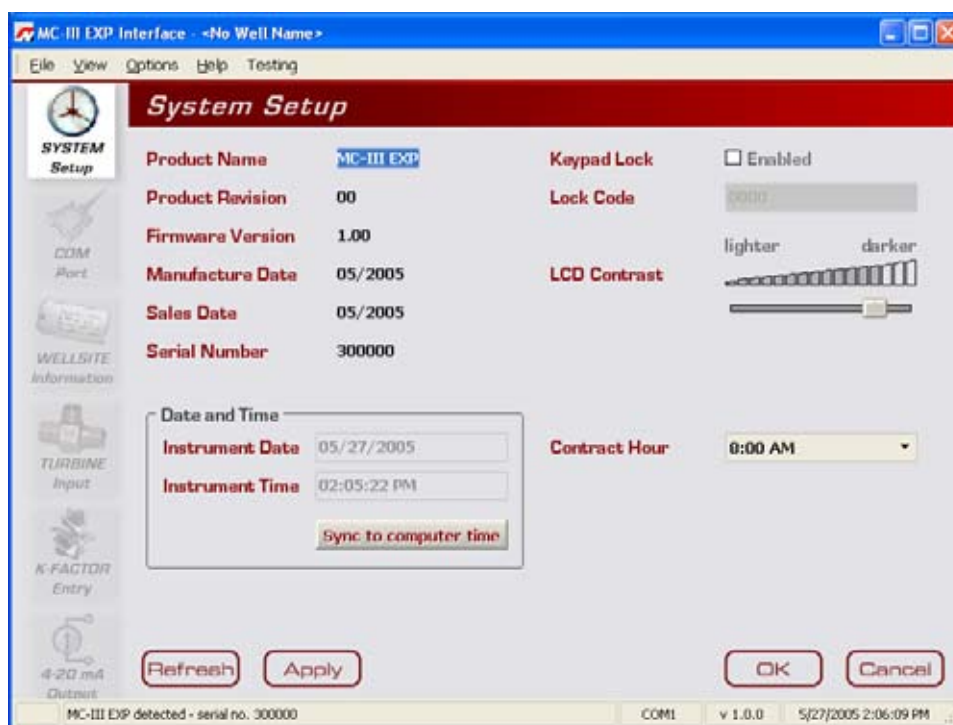 MC-III EXP Interface - <No Well Name>
File View Options Help Testing
System Setup
SYSTEM
Setup
COM
Port
WELLSITE
Information
TURBINE
Input
K-FACTOR
Entry
4-20 mA
Output
Product Name MC-III EXP
Product Revision 00
Firmware Version 1.00
Manufacture Date 05/2005
Sales Date 05/2005
Serial Number 300000
Keypad Lock Enabled
Lock Code 0000
lighter darker
LCD Contrast
Date and Time
Instrument Date 05/27/2005
Instrument Time 02:05:22 PM
Sync to computer time
Contract Hour 8:00 AM
Refresh Apply OK Cancel
MC-III EXP detected - serial no. 300000 COM1 v 1.0.0 5/27/2005 2:06:09 PM